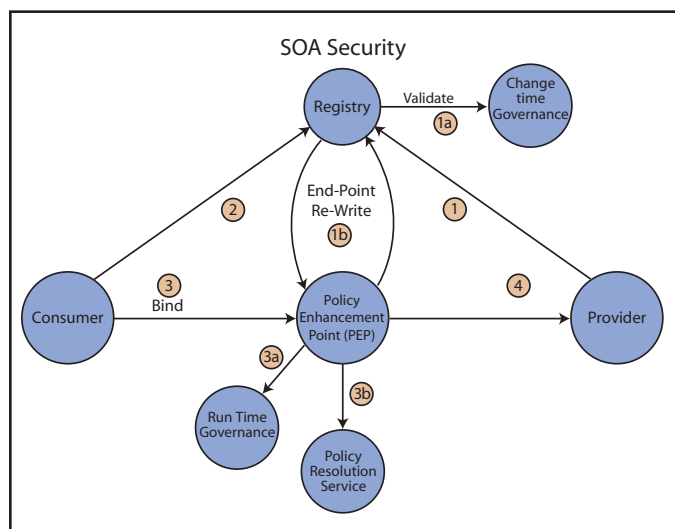 SOA Security
Registry
Validate
1a
Change
time
Governance
End-Point
Re-Write
1b
2
1
3
Bind
4
Consumer
Policy
Enhancement
Point (PEP)
Provider
3a
3b
Run Time
Governance
Policy
Resolution
Service